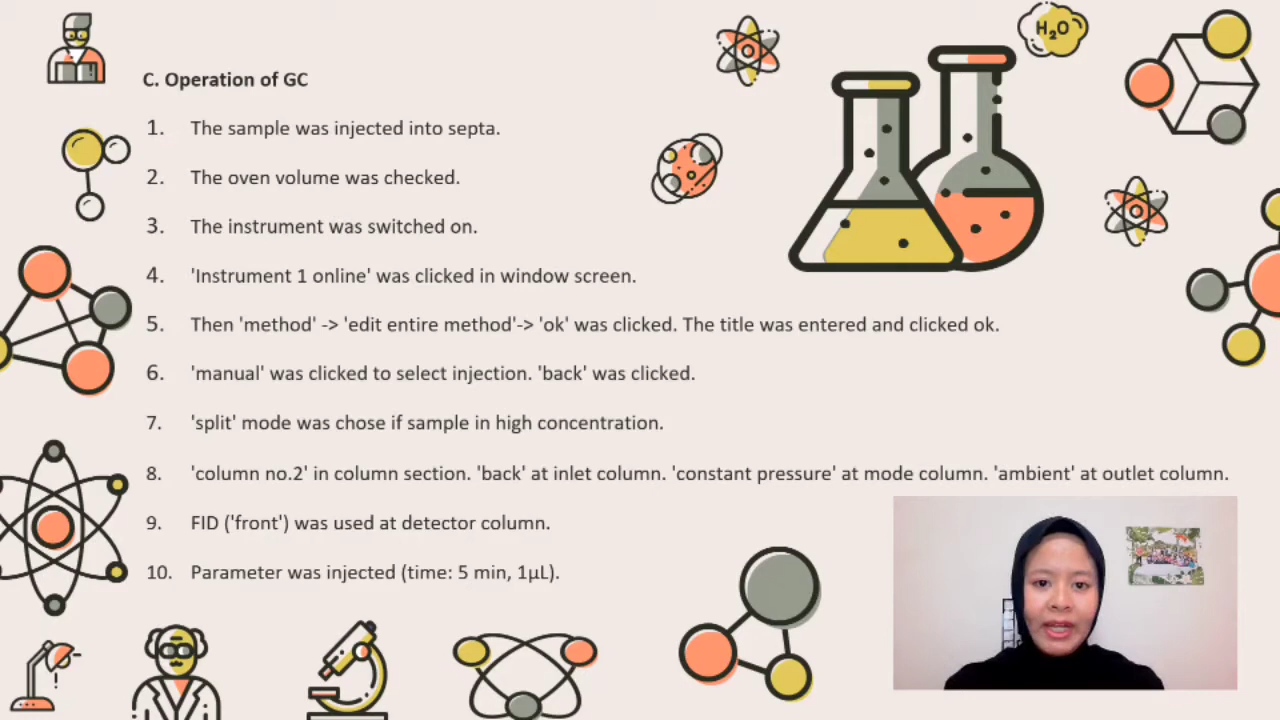 H₂O
C. Operation of GC
1. The sample was injected into septa.
2. The oven volume was checked.
3. The instrument was switched on.
4. 'Instrument 1 online' was clicked in window screen.
5. Then 'method' -> 'edit entire method'-> 'ok' was clicked. The title was entered and clicked ok.
6. 'manual' was clicked to select injection. 'back' was clicked.
7. 'split' mode was chose if sample in high concentration.
8. 'column no.2' in column section. 'back' at inlet column. 'constant pressure' at mode column. 'ambient' at outlet column.
9. FID ('front') was used at detector column.
10. Parameter was injected (time: 5 min, 1µL).